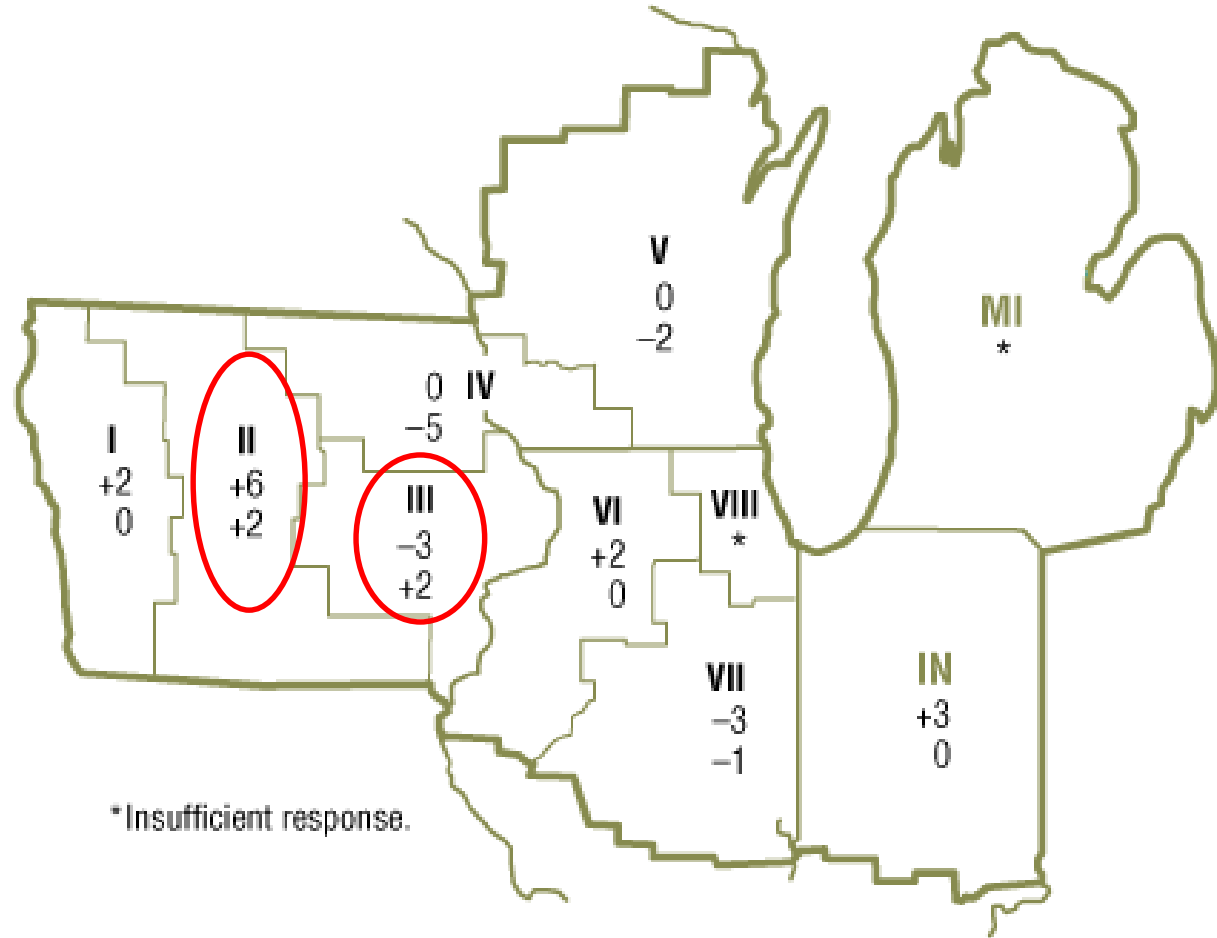 V
0
−2
MI
*
0 IV
−5
I
+2
0
II
+6
+2
III
−3
+2
VI
+2
0
VIII
*
VII
−3
−1
IN
+3
0
*Insufficient response.